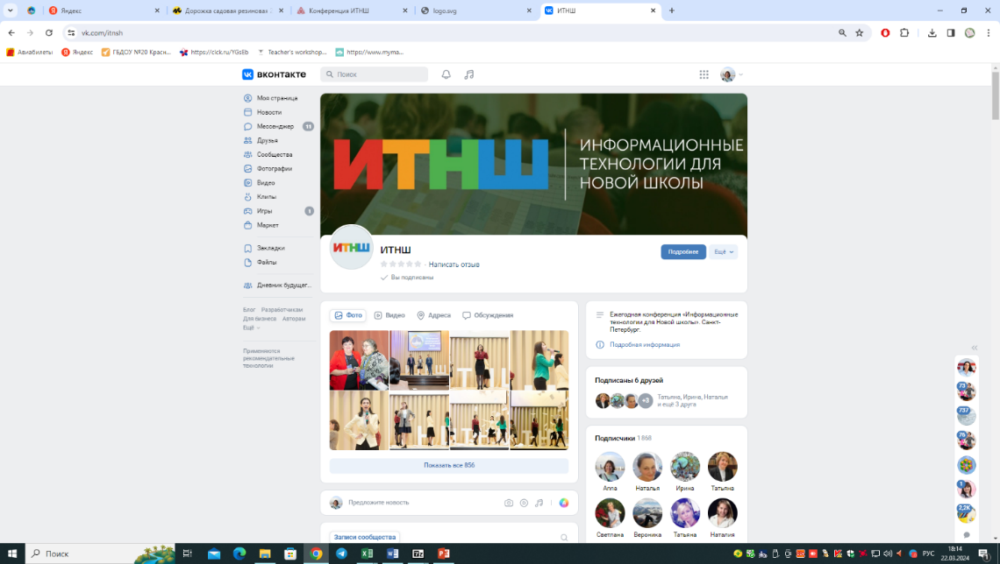 Яндекс
Дорожка садовая резиновая
Конференция ИТНШ
logo.svg
ИТНШ
vk.com/itnsh
Авиабилеты
Яндекс
ГБДОУ №20 Красн...
https://clck.ru/YGsEb
Teacher's workshop...
https://www.myma...
вконтакте
Поиск
Моя страница
Новости
Мессенджер 11
Друзья
Сообщества
Фотографии
Видео
Клипы
Игры 1
Маркет
Закладки
Файлы
Дневник будущег...
Блог Разработчикам
Для бизнеса Авторам
Ещё
Применяются
рекомендательные
технологии
ИТНШ
ИНФОРМАЦИОННЫЕ
ТЕХНОЛОГИИ ДЛЯ
НОВОЙ ШКОЛЫ
ИТНШ
ИТНШ
Написать отзыв
Вы подписаны
Подробнее
Ещё
Фото Видео Адреса Обсуждения
Показать все 856
Предложите новость
Записи сообщества
Ежегодная конференция «Информационные
технологии для Новой школы». Санкт-
Петербург.
Подробная информация
Подписаны 6 друзей
+3
Татьяна, Ирина, Наталья
и ещё 3 друга
Подписчики 1 868
Anna Наталья Ирина Татьяна
Светлана Вероника Татьяна Наталия
73
737
76
1
2,2K
Поиск
РУС
18:14
22.03.2024